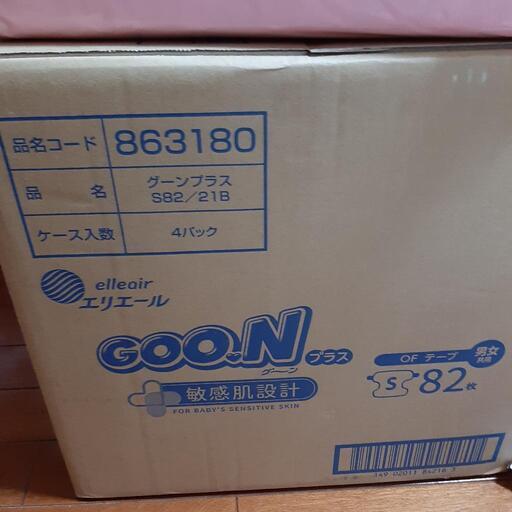 品名コード 863180
品 名 グーンプラス
S82/21B
ケース入数 4パック
elleair
エリエール
GOO.N プラス
グ〜ン
敏感肌設計
FOR BABY'S SENSITIVE SKIN
OF テープ 男女
共用
S 82枚